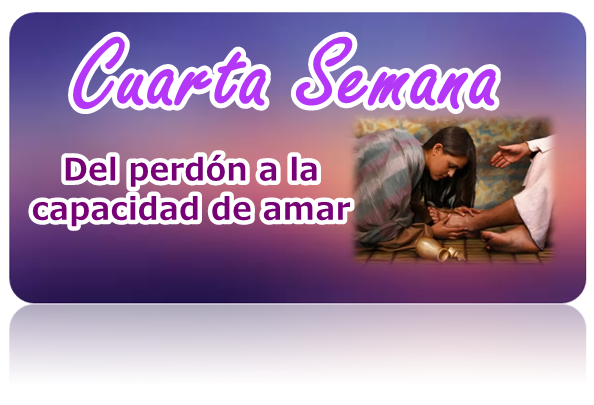 Cuarta Semana
Del perdón a la
capacidad de amar